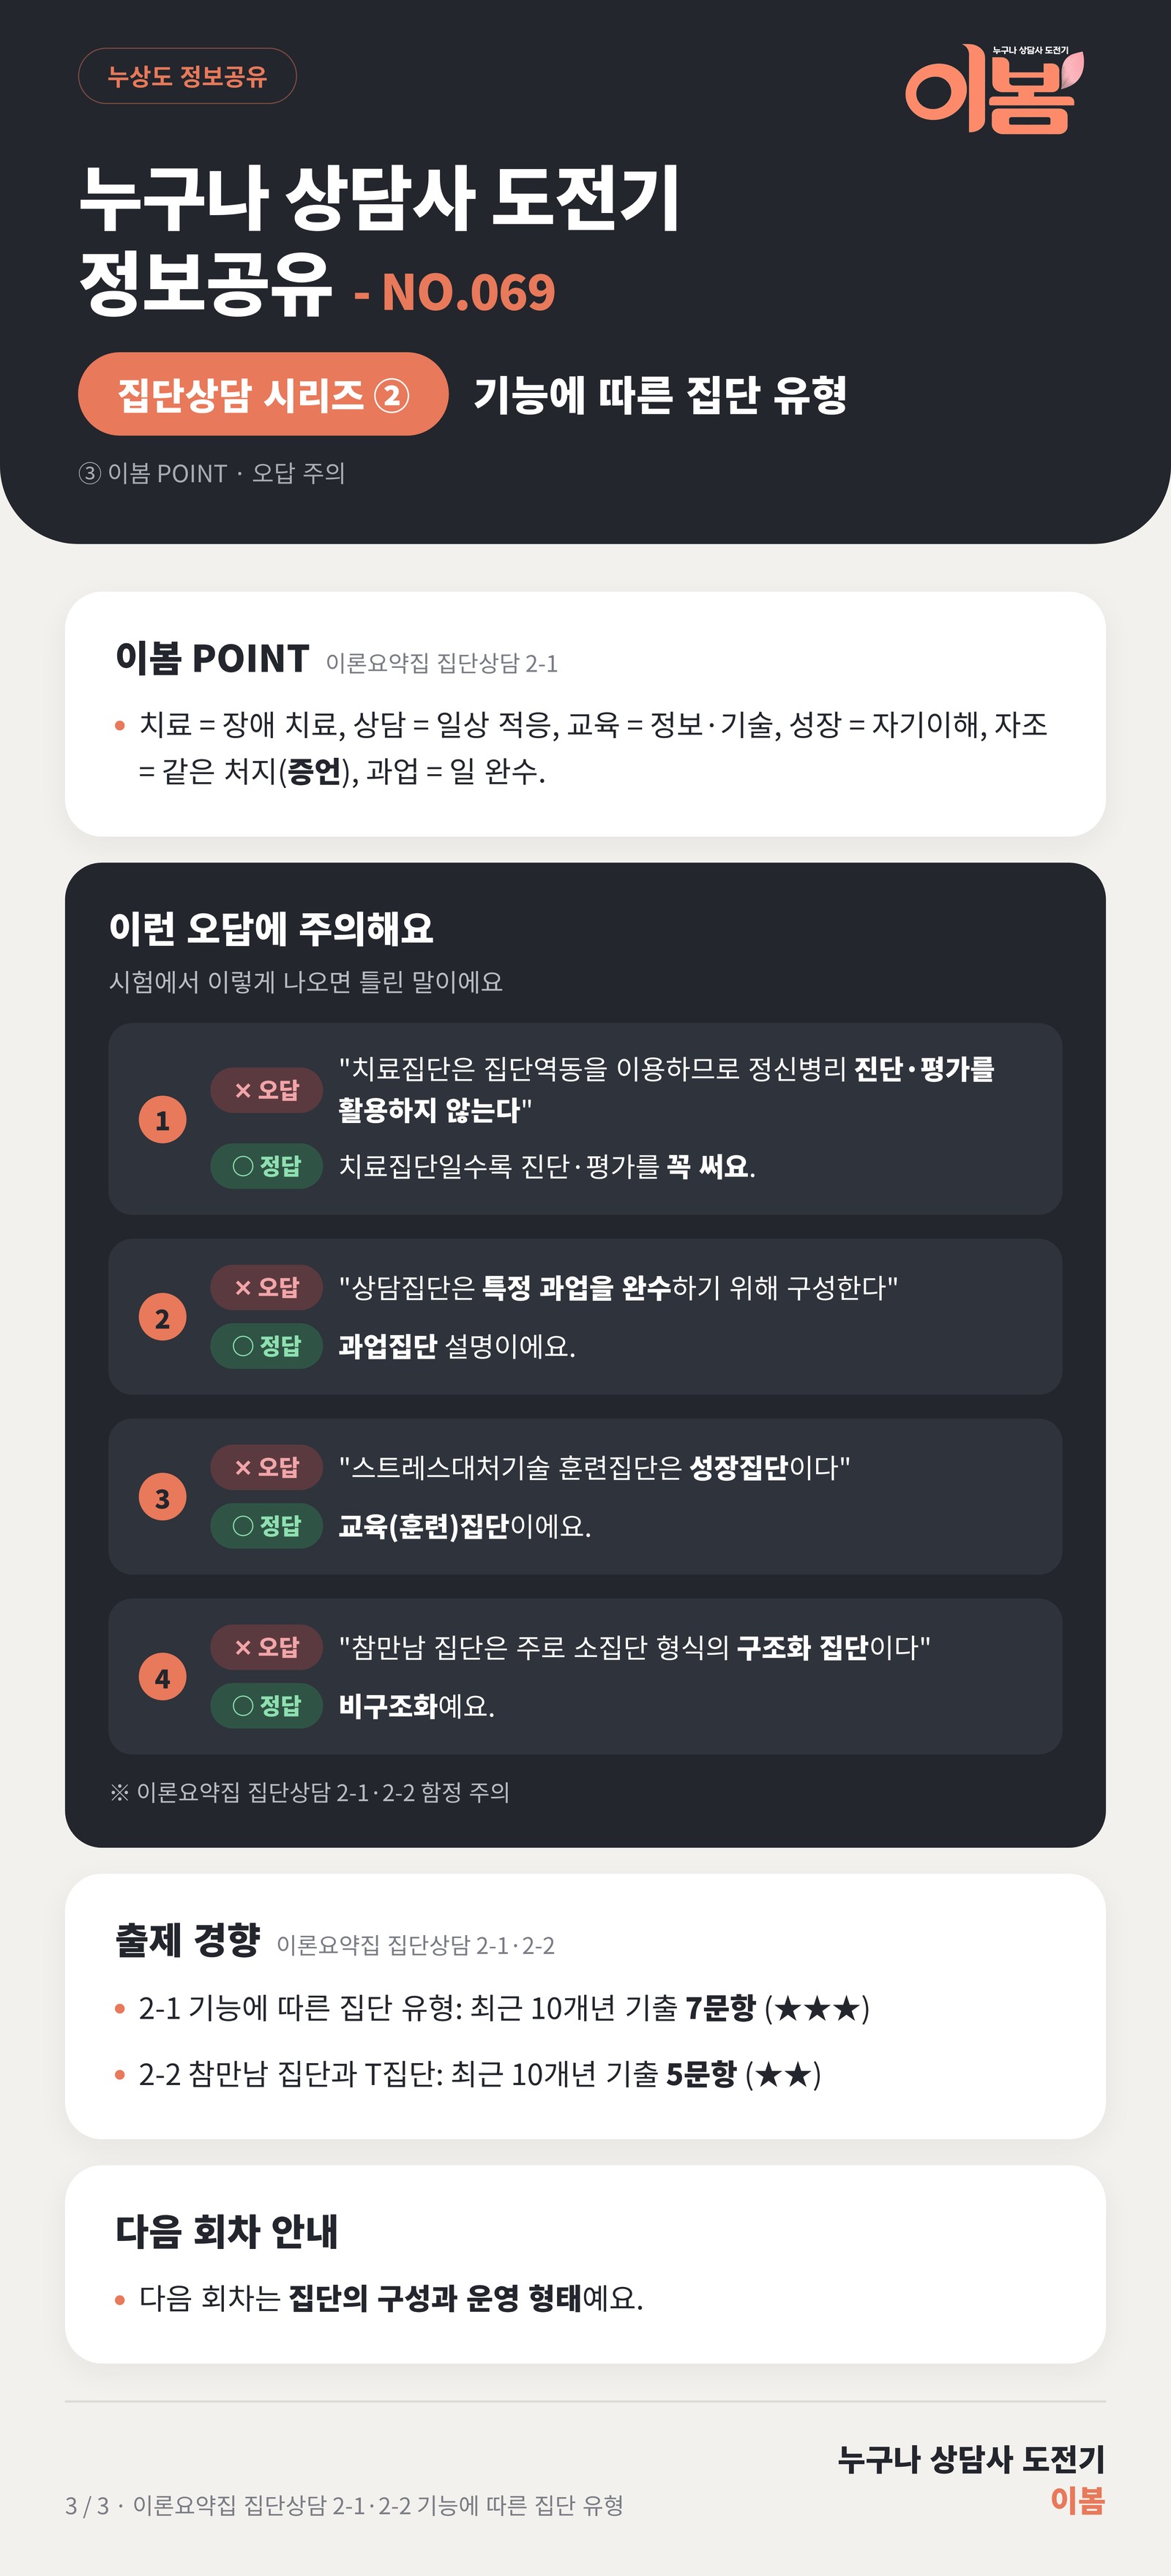 누상도 정보공유
누구나 상담사 도전기
이봄
누구나 상담사 도전기
정보공유 - NO.069
집단상담 시리즈 ② 기능에 따른 집단 유형
③ 이봄 POINT · 오답 주의
이봄 POINT 이론요약집 집단상담 2-1
• 치료 = 장애 치료, 상담 = 일상 적응, 교육 = 정보·기술, 성장 = 자기이해, 자조
= 같은 처지(증언), 과업 = 일 완수.
이런 오답에 주의해요
시험에서 이렇게 나오면 틀린 말이에요
1
✕ 오답 "치료집단은 집단역동을 이용하므로 정신병리 진단·평가를
활용하지 않는다"
○ 정답 치료집단일수록 진단·평가를 꼭 써요.
2
✕ 오답 "상담집단은 특정 과업을 완수하기 위해 구성한다"
○ 정답 과업집단 설명이에요.
3
✕ 오답 "스트레스대처기술 훈련집단은 성장집단이다"
○ 정답 교육(훈련)집단이에요.
4
✕ 오답 "참만남 집단은 주로 소집단 형식의 구조화 집단이다"
○ 정답 비구조화예요.
※ 이론요약집 집단상담 2-1·2-2 함정 주의
출제 경향 이론요약집 집단상담 2-1·2-2
• 2-1 기능에 따른 집단 유형: 최근 10개년 기출 7문항 (★★★)
• 2-2 참만남 집단과 T집단: 최근 10개년 기출 5문항 (★★)
다음 회차 안내
• 다음 회차는 집단의 구성과 운영 형태예요.
누구나 상담사 도전기
3 / 3 · 이론요약집 집단상담 2-1·2-2 기능에 따른 집단 유형
이봄